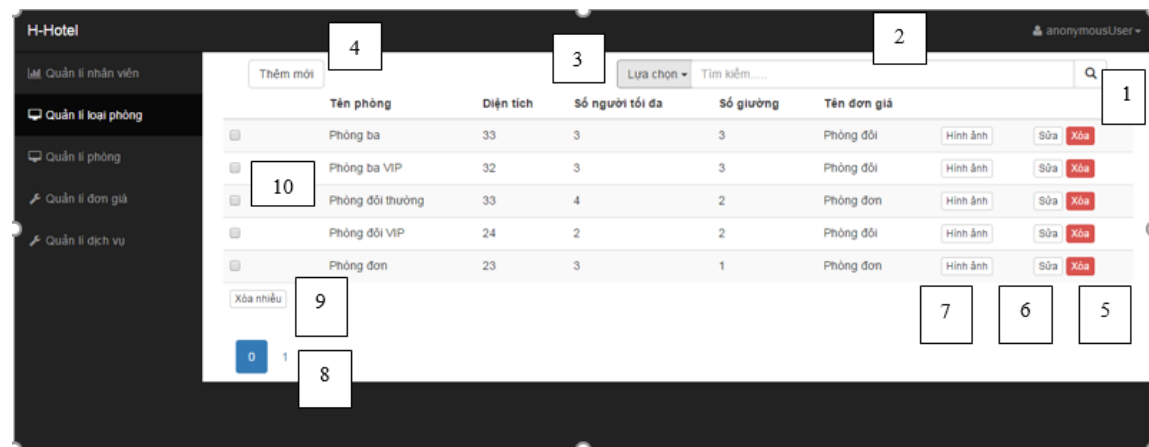 H-Hotel 4 3 2 anonymousUser
Quản lí nhân viên Thêm mới Lựa chọn Tìm kiếm..... 1
Quản lí loại phòng Tên phòng Diện tích Số người tối đa Số giường Tên đơn giá
Phòng ba 33 3 3 Phòng đôi Hình ảnh Sửa Xóa
Quản lí phòng Phòng ba VIP 32 3 3 Phòng đôi Hình ảnh Sửa Xóa
Quản lí đơn giá 10 Phòng đôi thường 33 4 2 Phòng đơn Hình ảnh Sửa Xóa
Quản lí dịch vụ Phòng đôi VIP 24 2 2 Phòng đôi Hình ảnh Sửa Xóa
Phòng đơn 23 3 1 Phòng đơn Hình ảnh Sửa Xóa
Xóa nhiều 9 7 6 5
0 1 8